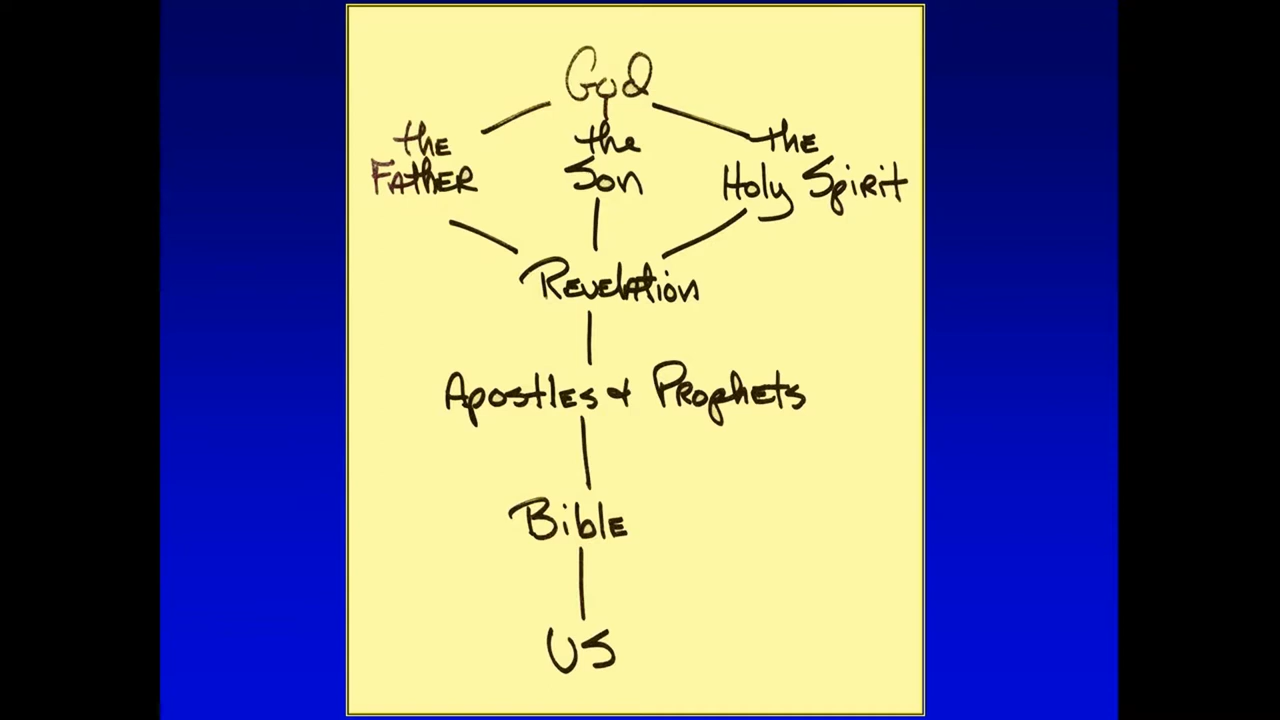 God
the the the
Father Son Holy Spirit
Revelation
Apostles & Prophets
Bible
US